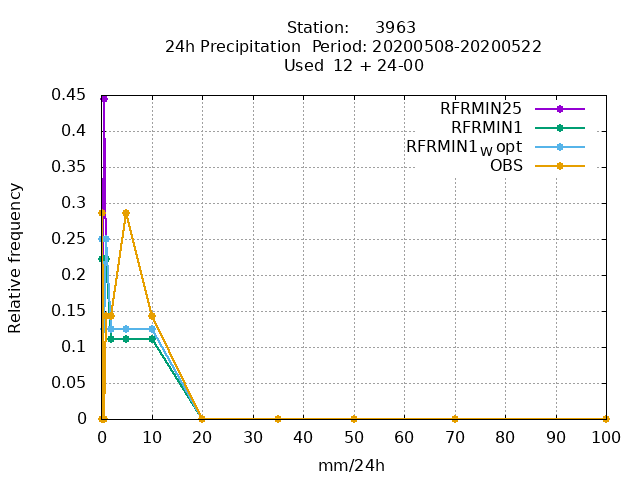 Station: 3963
24h Precipitation Period: 20200508-20200522
Used 12 + 24-00
RFRMIN25
RFRMIN1
RFRMIN1W opt
OBS
0.45
0.4
0.35
0.3
0.25
0.2
0.15
0.1
0.05
0
Relative frequency
0 10 20 30 40 50 60 70 80 90 100
mm/24h